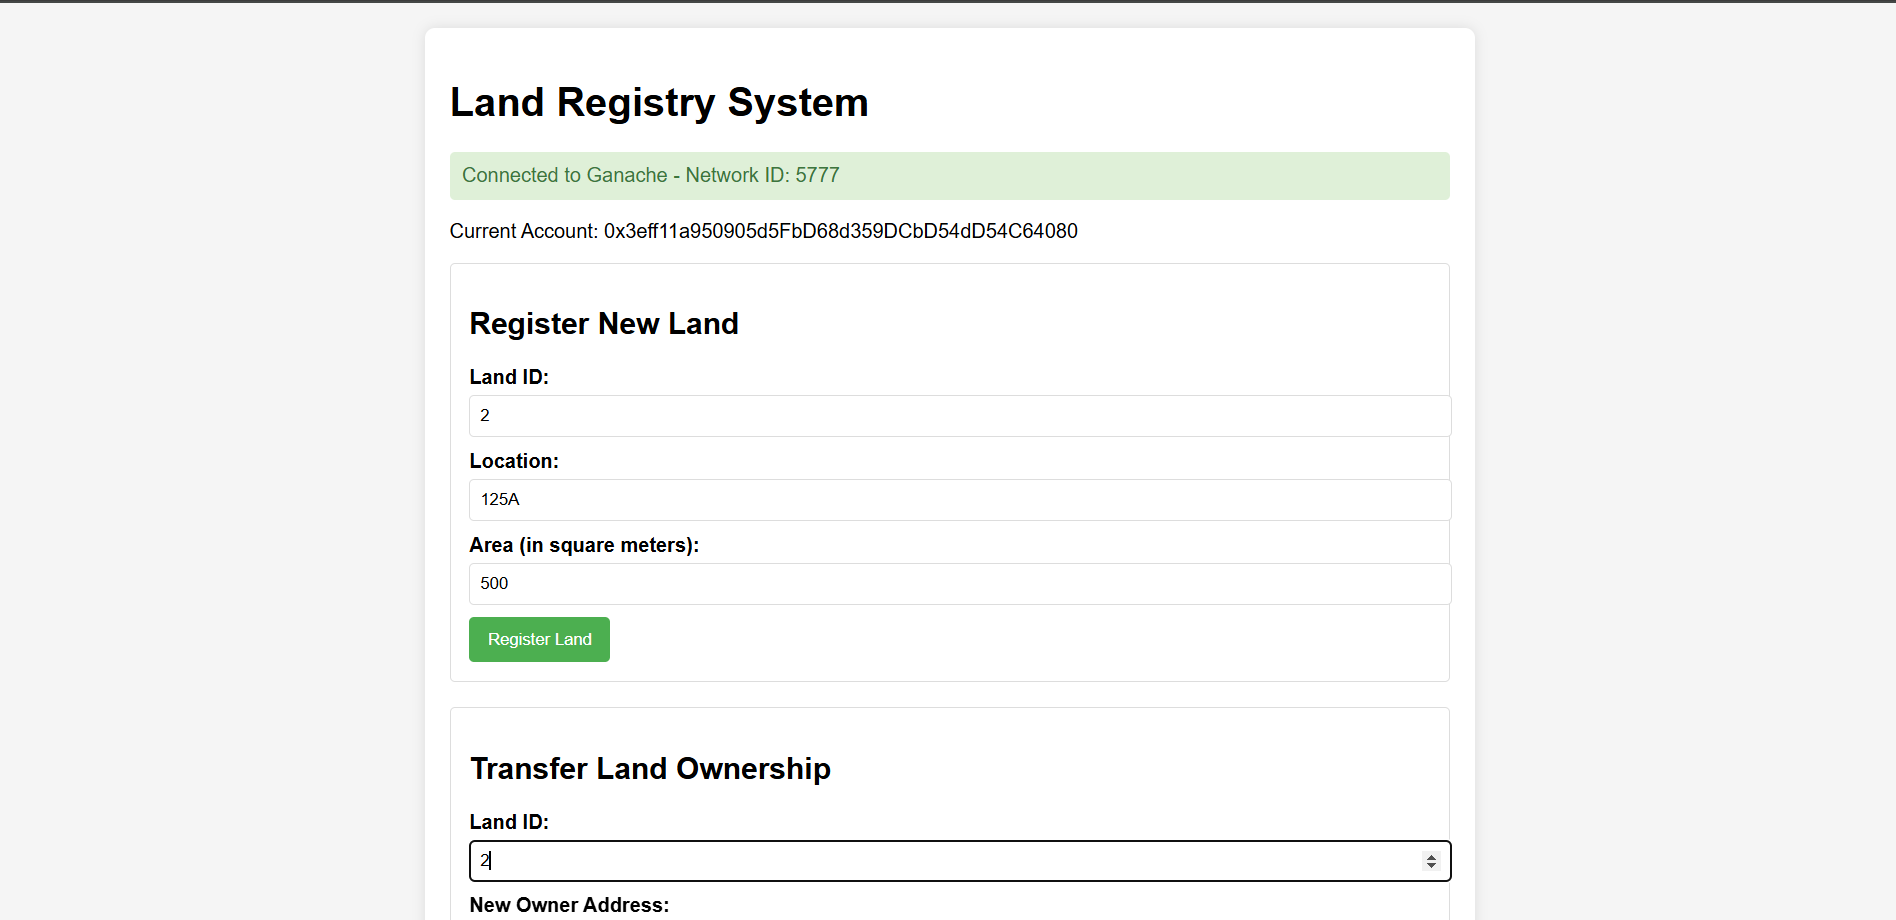 Land Registry System
Connected to Ganache - Network ID: 5777
Current Account: 0x3eff11a950905d5FbD68d359DCbD54dD54C64080
Register New Land
Land ID:
2
Location:
125A
Area (in square meters):
500
Register Land
Transfer Land Ownership
Land ID:
2
New Owner Address: